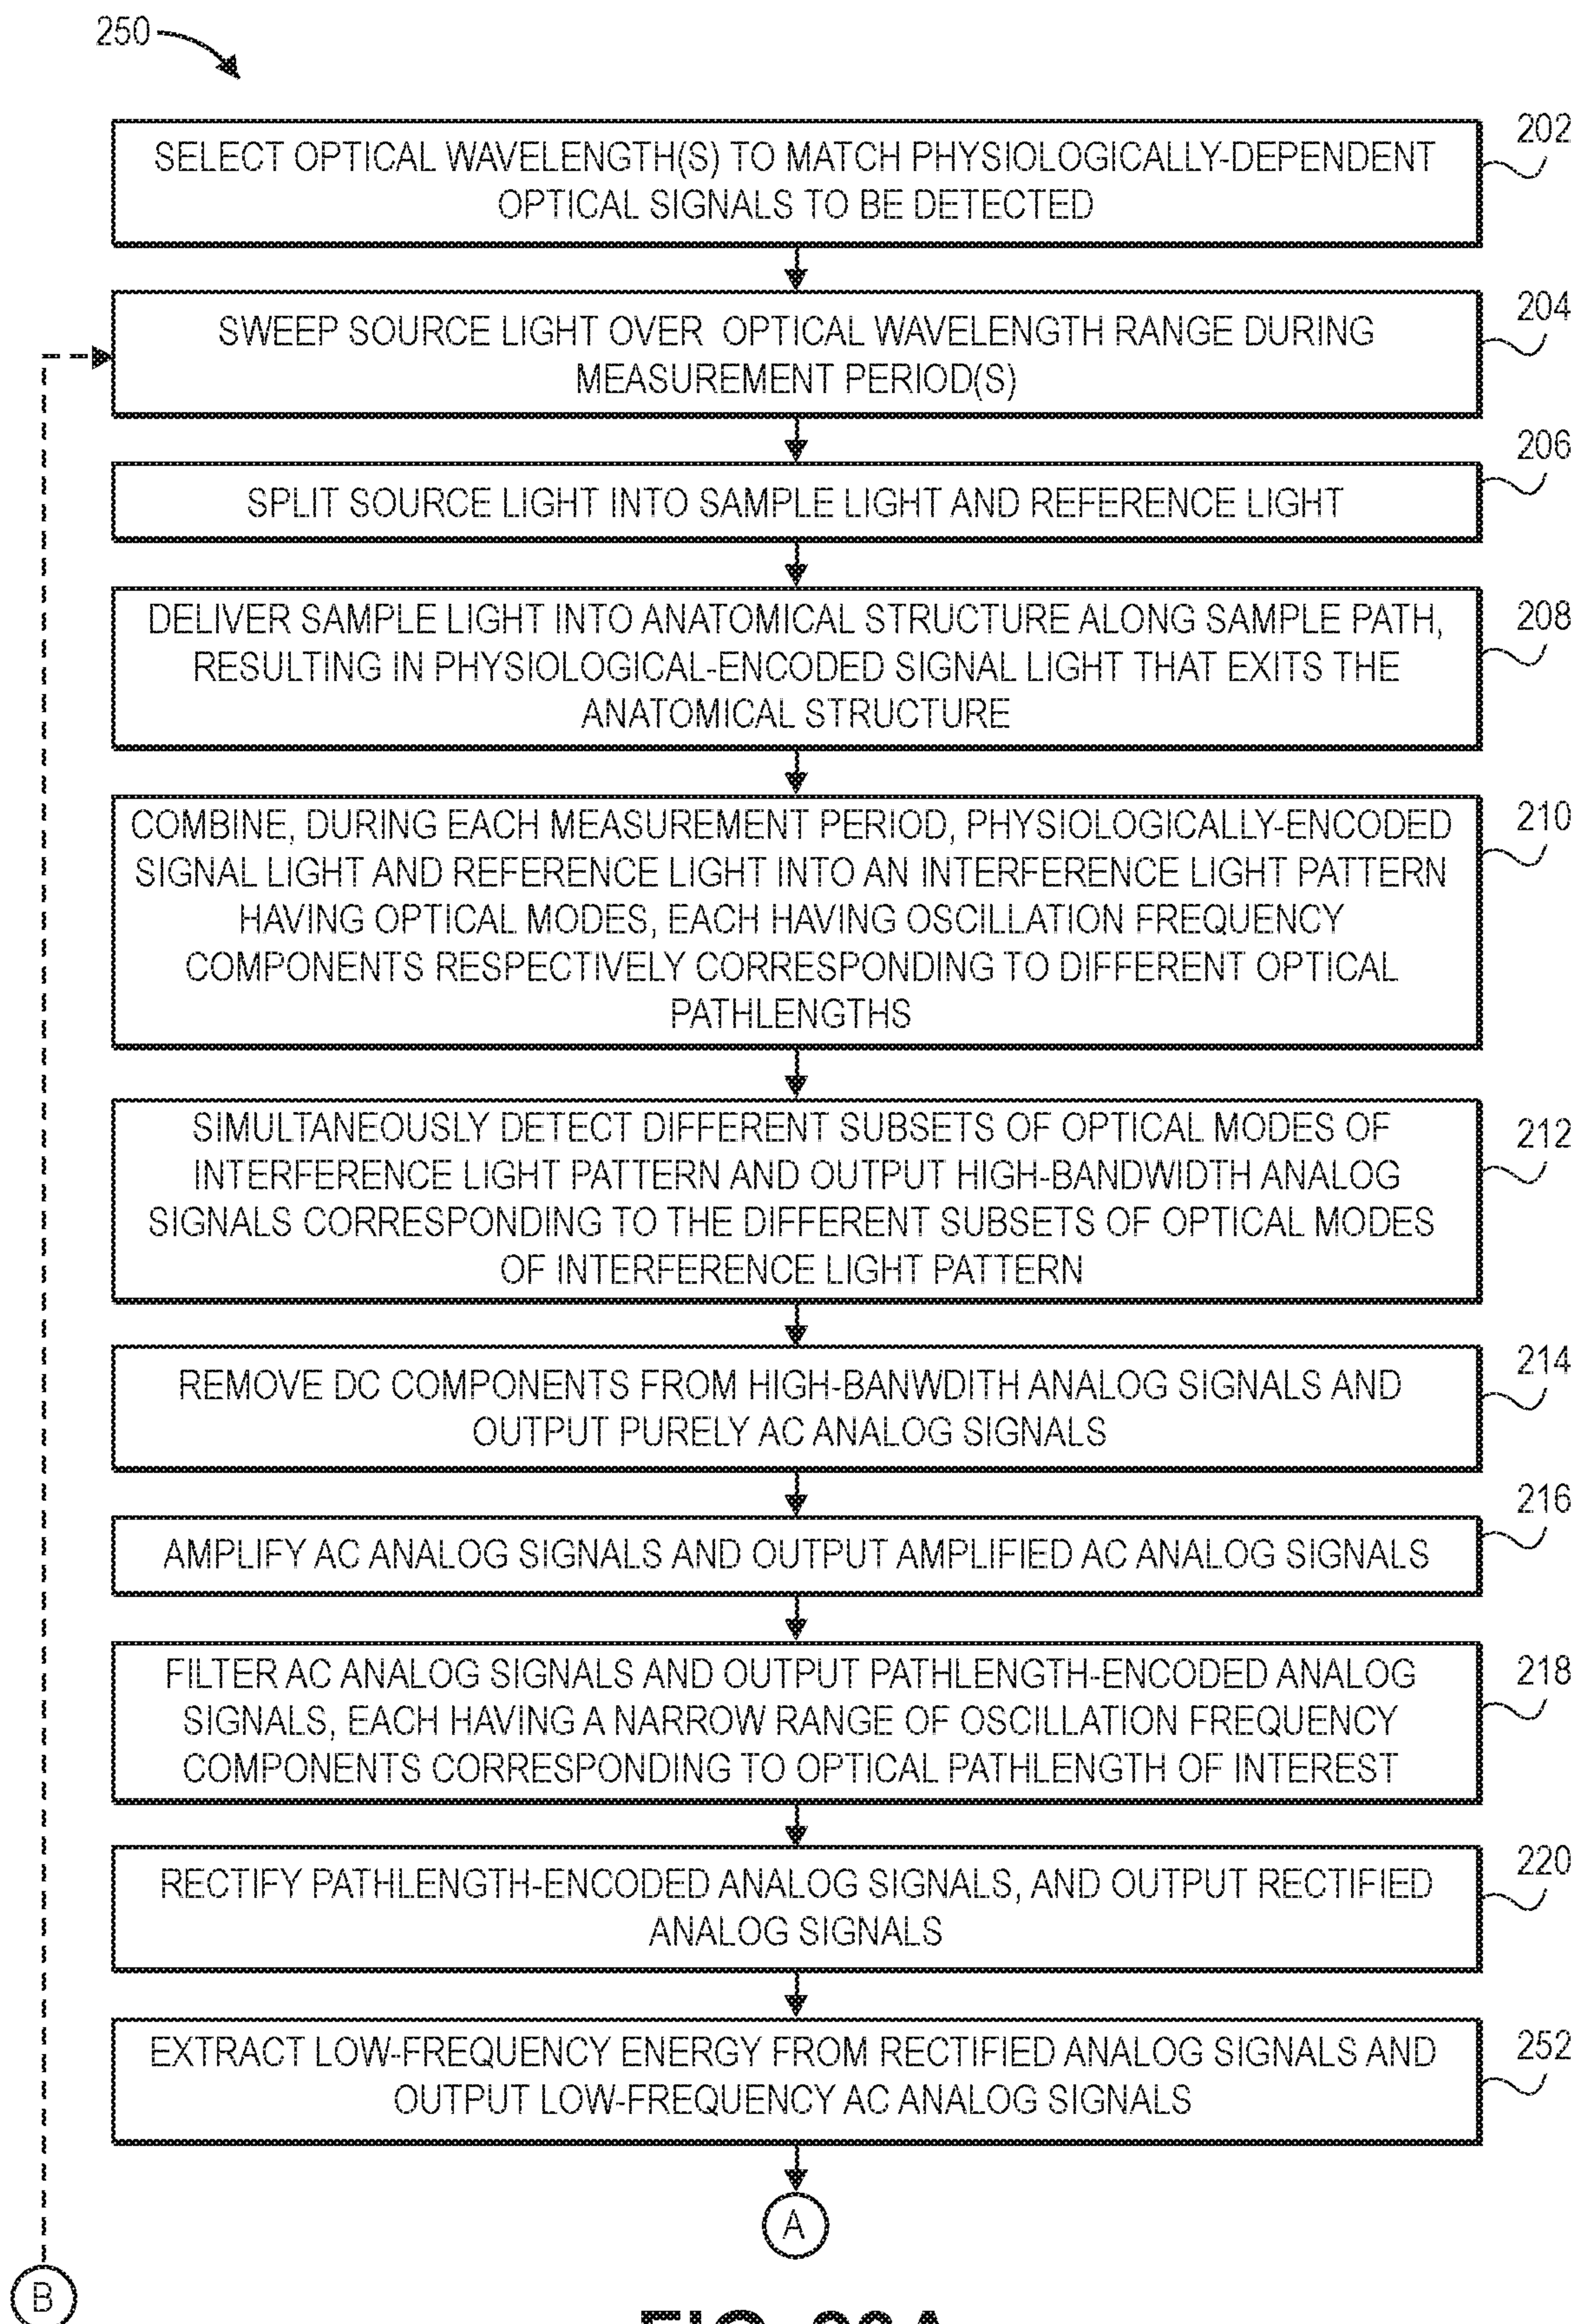 250
SELECT OPTICAL WAVELENGTH(S) TO MATCH PHYSIOLOGICALLY-DEPENDENT
OPTICAL SIGNALS TO BE DETECTED
202
SWEEP SOURCE LIGHT OVER OPTICAL WAVELENGTH RANGE DURING
MEASUREMENT PERIOD(S)
204
SPLIT SOURCE LIGHT INTO SAMPLE LIGHT AND REFERENCE LIGHT
206
DELIVER SAMPLE LIGHT INTO ANATOMICAL STRUCTURE ALONG SAMPLE PATH,
RESULTING IN PHYSIOLOGICAL-ENCODED SIGNAL LIGHT THAT EXITS THE
ANATOMICAL STRUCTURE
208
COMBINE, DURING EACH MEASUREMENT PERIOD, PHYSIOLOGICALLY-ENCODED
SIGNAL LIGHT AND REFERENCE LIGHT INTO AN INTERFERENCE LIGHT PATTERN
HAVING OPTICAL MODES, EACH HAVING OSCILLATION FREQUENCY
COMPONENTS RESPECTIVELY CORRESPONDING TO DIFFERENT OPTICAL
PATHLENGTHS
210
SIMULTANEOUSLY DETECT DIFFERENT SUBSETS OF OPTICAL MODES OF
INTERFERENCE LIGHT PATTERN AND OUTPUT HIGH-BANDWIDTH ANALOG
SIGNALS CORRESPONDING TO THE DIFFERENT SUBSETS OF OPTICAL MODES
OF INTERFERENCE LIGHT PATTERN
212
REMOVE DC COMPONENTS FROM HIGH-BANWDITH ANALOG SIGNALS AND
OUTPUT PURELY AC ANALOG SIGNALS
214
AMPLIFY AC ANALOG SIGNALS AND OUTPUT AMPLIFIED AC ANALOG SIGNALS
216
FILTER AC ANALOG SIGNALS AND OUTPUT PATHLENGTH-ENCODED ANALOG
SIGNALS, EACH HAVING A NARROW RANGE OF OSCILLATION FREQUENCY
COMPONENTS CORRESPONDING TO OPTICAL PATHLENGTH OF INTEREST
218
RECTIFY PATHLENGTH-ENCODED ANALOG SIGNALS, AND OUTPUT RECTIFIED
ANALOG SIGNALS
220
EXTRACT LOW-FREQUENCY ENERGY FROM RECTIFIED ANALOG SIGNALS AND
OUTPUT LOW-FREQUENCY AC ANALOG SIGNALS
252
A
B